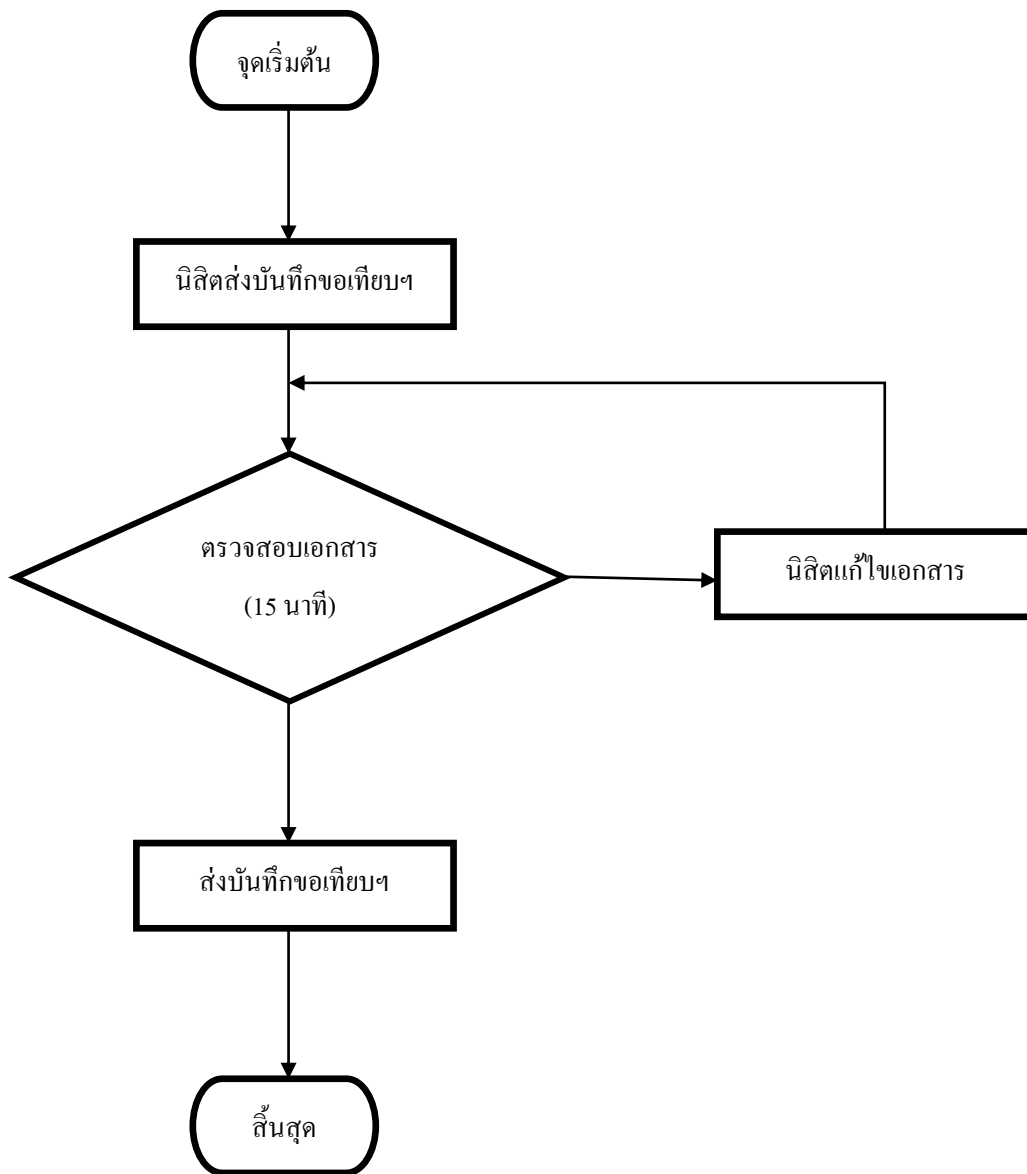 จุดเริ่มต้น
นิสิตส่งบันทึกขอเทียบฯ
ตรวจสอบเอกสาร
(15 นาที)
นิสิตแก้ไขเอกสาร
ส่งบันทึกขอเทียบฯ
สิ้นสุด